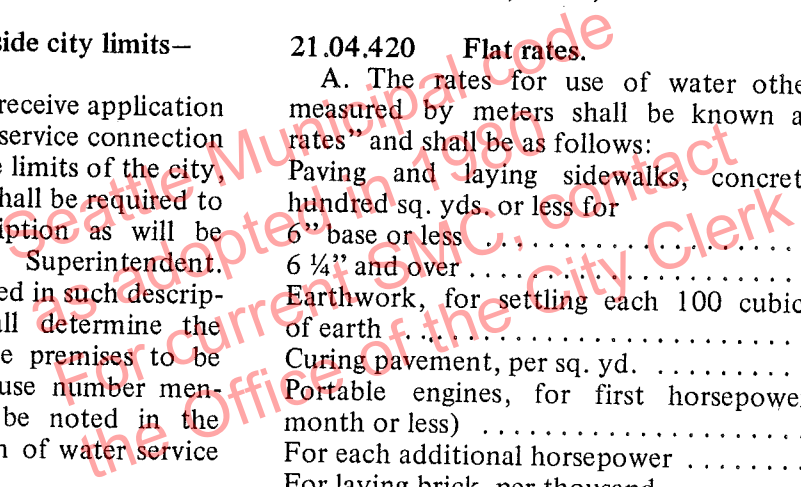 side city limits—
receive application
service connection
limits of the city,
hall be required to
iption as will be
Superintendent.
ed in such descrip-
all determine the
premises to be
use number men-
be noted in the
of water service
21.04.420 Flat rates.
A. The rates for use of water othe
measured by meters shall be known a
rates" and shall be as follows:
Paving and laying sidewalks, concret
hundred sq. yds. or less for
6" base or less . . . . . . . . . . . . . . . . . .
6 ¼" and over . . . . . . . . . . . . . . . . . . .
Earthwork, for settling each 100 cubic
of earth . . . . . . . . . . . . . . . . . . . . . .
Curing pavement, per sq. yd. . . . . . . . . .
Portable engines, for first horsepowe
month or less) . . . . . . . . . . . . . . . . . .
For each additional horsepower . . . . . . .
For laying brick, per thousand
Seattle Municipal code
as adopted in 1980
For current SMC, contact
the Office of the City Clerk